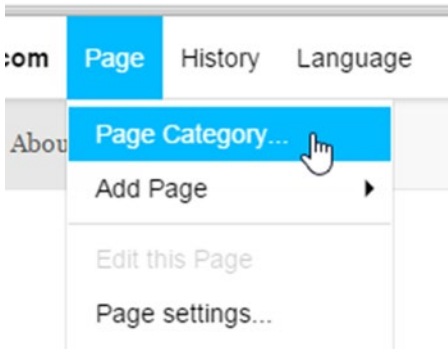 com Page History Language
Abou Page Category...
Add Page
Edit this Page
Page settings...